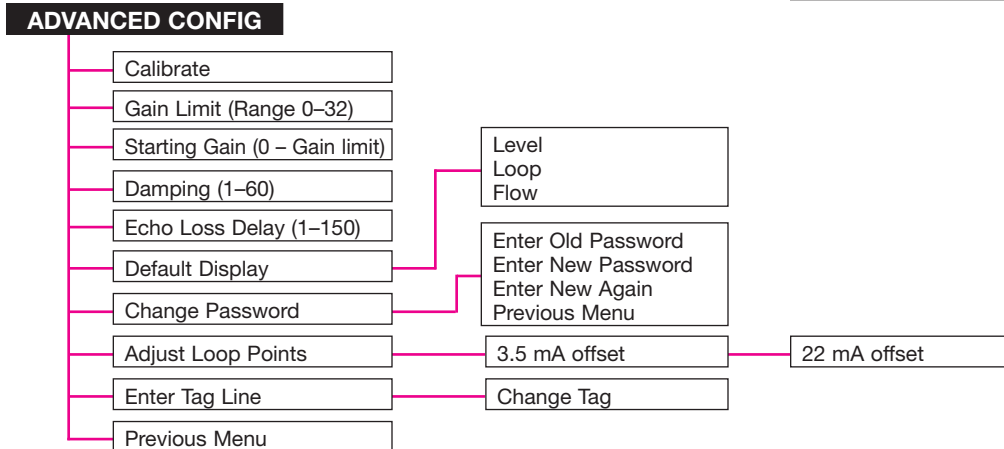 ADVANCED CONFIG
Calibrate
Gain Limit (Range 0–32)
Starting Gain (0 – Gain limit)
Damping (1–60)
Echo Loss Delay (1–150)
Default Display
Level
Loop
Flow
Change Password
Enter Old Password
Enter New Password
Enter New Again
Previous Menu
Adjust Loop Points
3.5 mA offset
22 mA offset
Enter Tag Line
Change Tag
Previous Menu